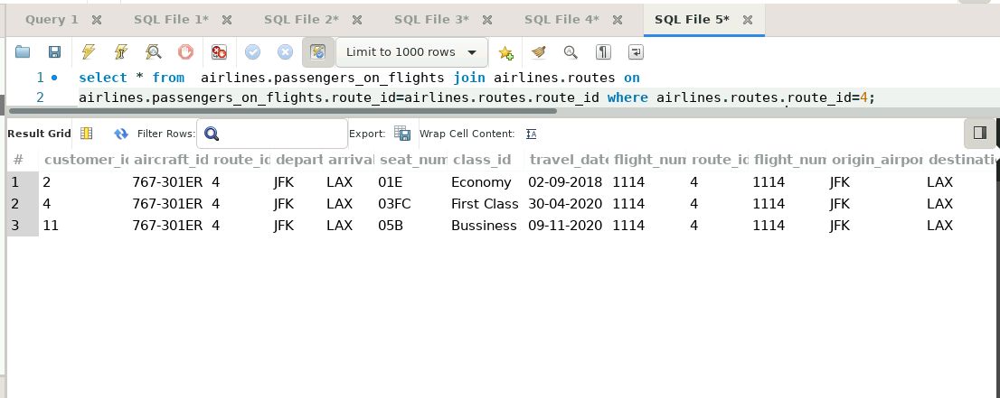 Query 1 SQL File 1* SQL File 2* SQL File 3* SQL File 4* SQL File 5*
Limit to 1000 rows
1 select * from  airlines.passengers_on_flights join airlines.routes on
2 airlines.passengers_on_flights.route_id=airlines.routes.route_id where airlines.routes.route_id=4;
Result Grid Filter Rows: Export: Wrap Cell Content:
# customer_id aircraft_id route_id depart arrival seat_num class_id travel_date flight_num route_id flight_num origin_airpor destinati
1 2 767-301ER 4 JFK LAX 01E Economy 02-09-2018 1114 4 1114 JFK LAX
2 4 767-301ER 4 JFK LAX 03FC First Class 30-04-2020 1114 4 1114 JFK LAX
3 11 767-301ER 4 JFK LAX 05B Bussiness 09-11-2020 1114 4 1114 JFK LAX